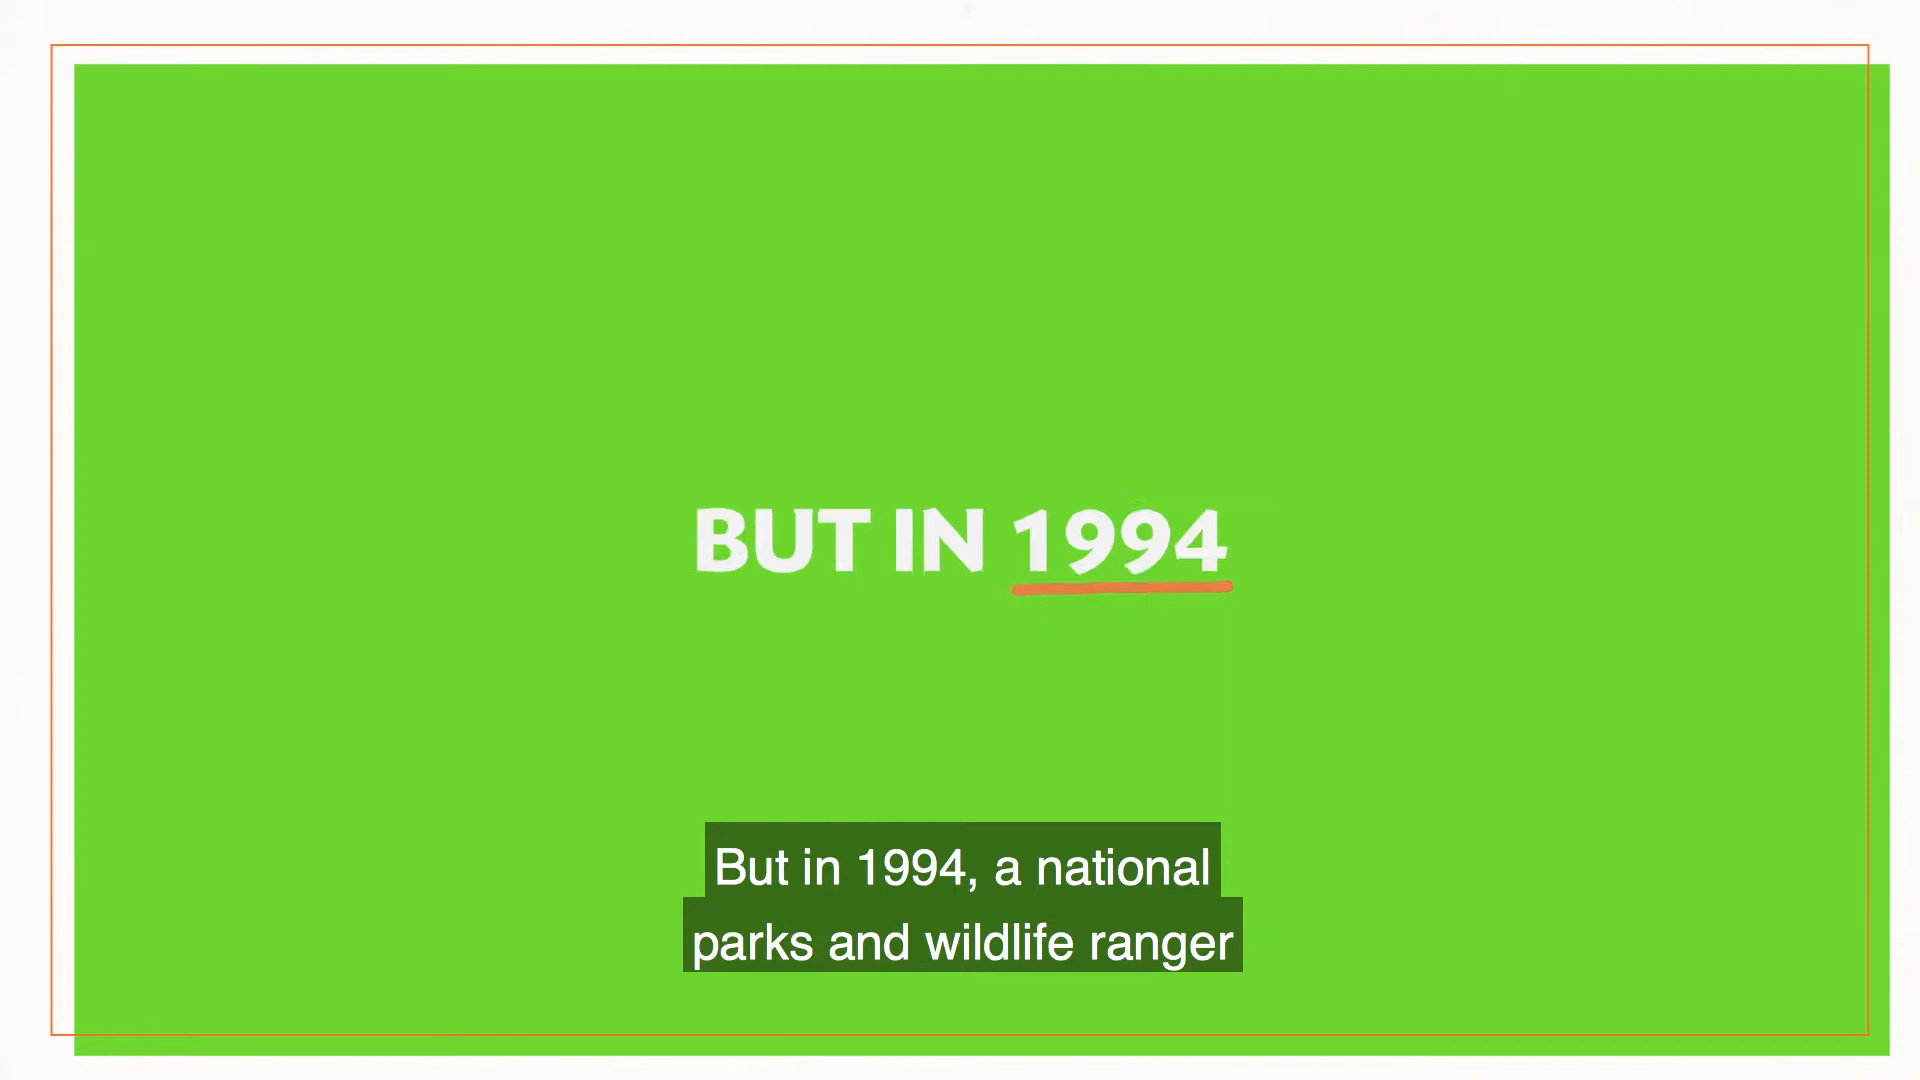 BUT IN 1994
But in 1994, a national
parks and wildlife ranger